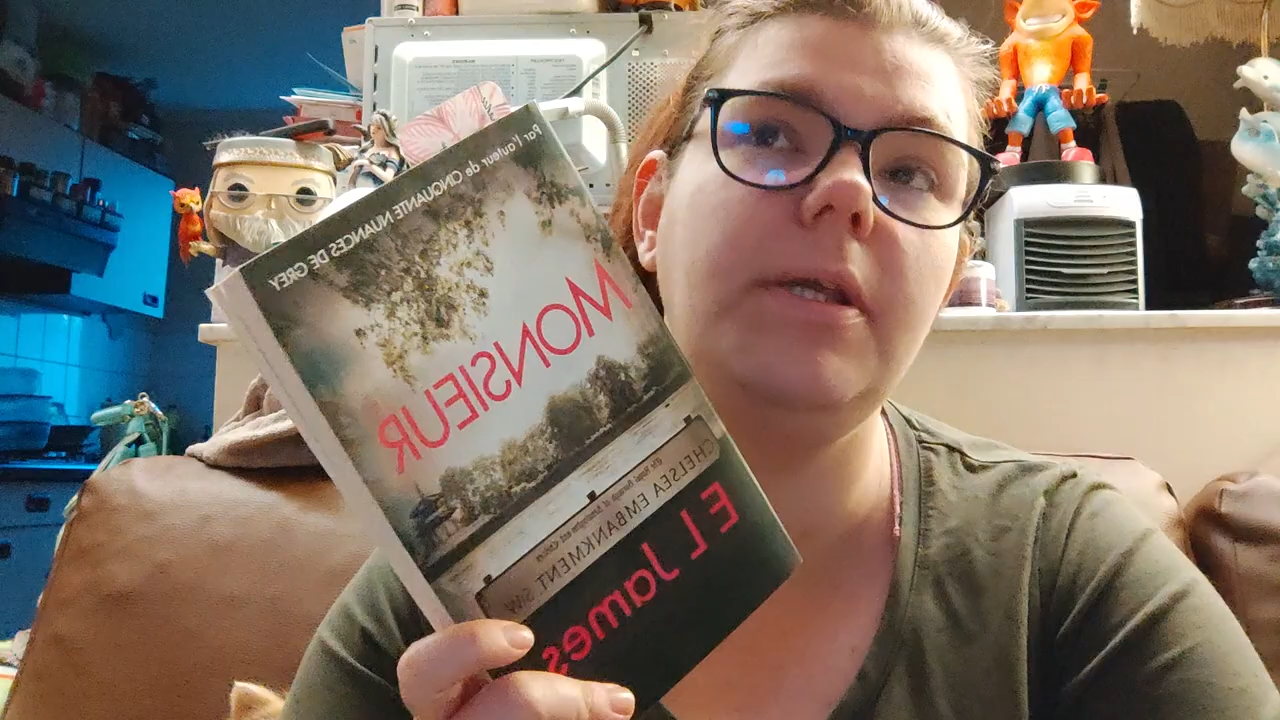 Par l'auteur de CINQUANTE NUANCES DE GREY
MONSIEUR
CHELSEA EMBANKMENT, SW
E L James